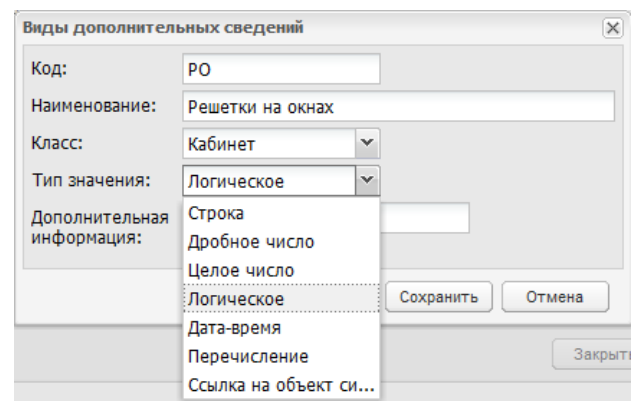 Виды дополнительных сведений
Код: РО
Наименование: Решетки на окнах
Класс: Кабинет
Тип значения: Логическое
Дополнительная информация:
Строка
Дробное число
Целое число
Логическое
Дата-время
Перечисление
Ссылка на объект си...
Сохранить Отмена